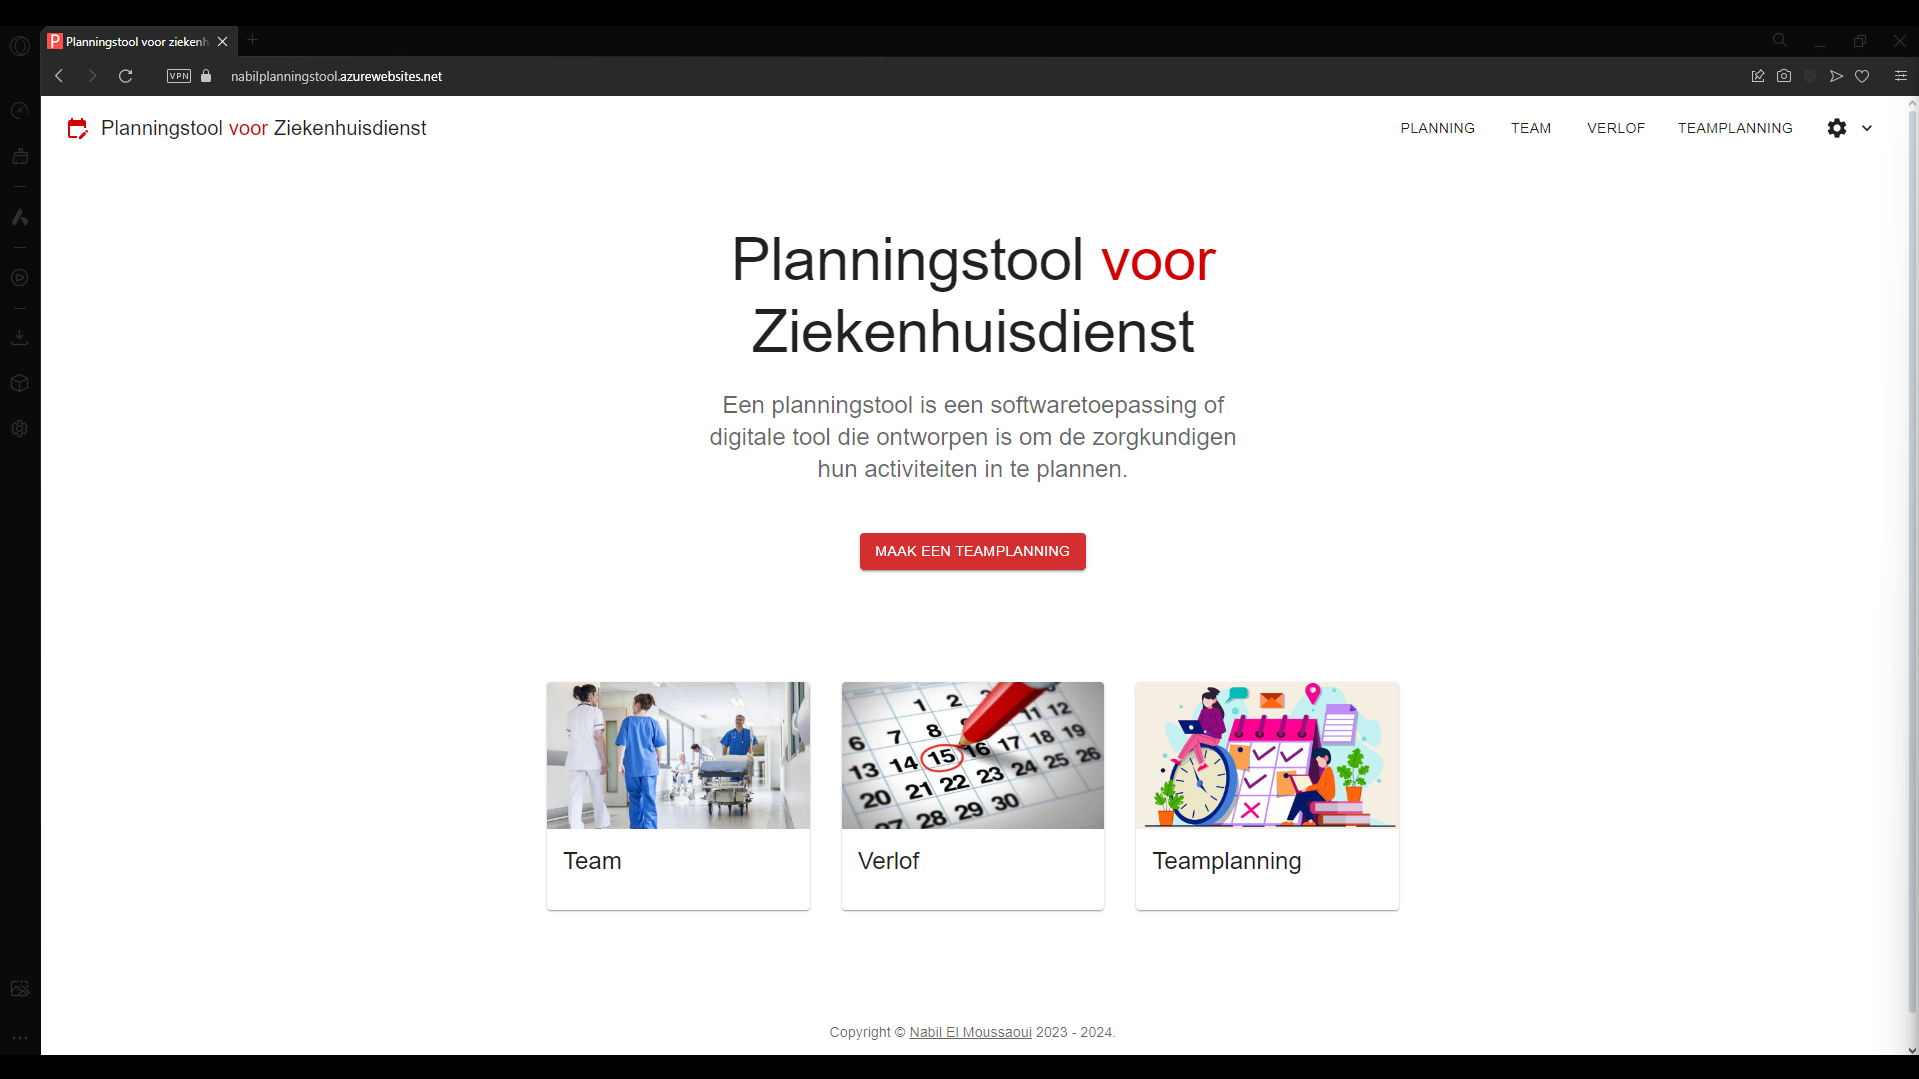 Planningstool voor ziekenh
VPN
nabilplanningstool.azurewebsites.net
Planningstool voor Ziekenhuisdienst
PLANNING TEAM VERLOF TEAMPLANNING
Planningstool voor
Ziekenhuisdienst
Een planningstool is een softwaretoepassing of
digitale tool die ontworpen is om de zorgkundigen
hun activiteiten in te plannen.
MAAK EEN TEAMPLANNING
1 2
6 7 8 11 12
13 14 15 16 17 18 19
20 21 22 23 24 25 26
27 28 29 30
Team
Verlof
Teamplanning
Copyright © Nabil El Moussaoui 2023 - 2024.